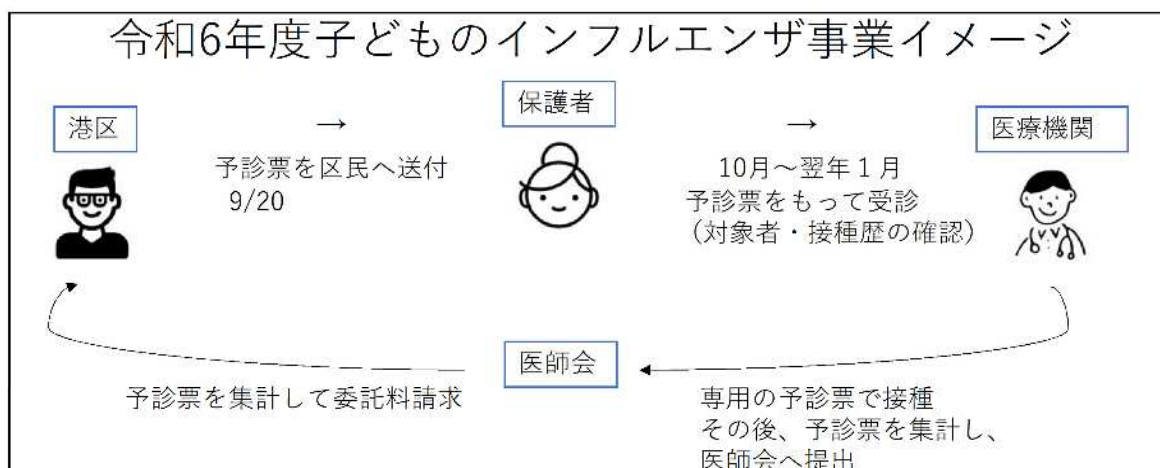 令和6年度子どものインフルエンザ事業イメージ
港区
→
予診票を区民へ送付
9/20
保護者
→
10月～翌年１月
予診票をもって受診
（対象者・接種歴の確認）
医療機関
医師会
専用の予診票で接種
その後、予診票を集計し、
医師会へ提出
予診票を集計して委託料請求